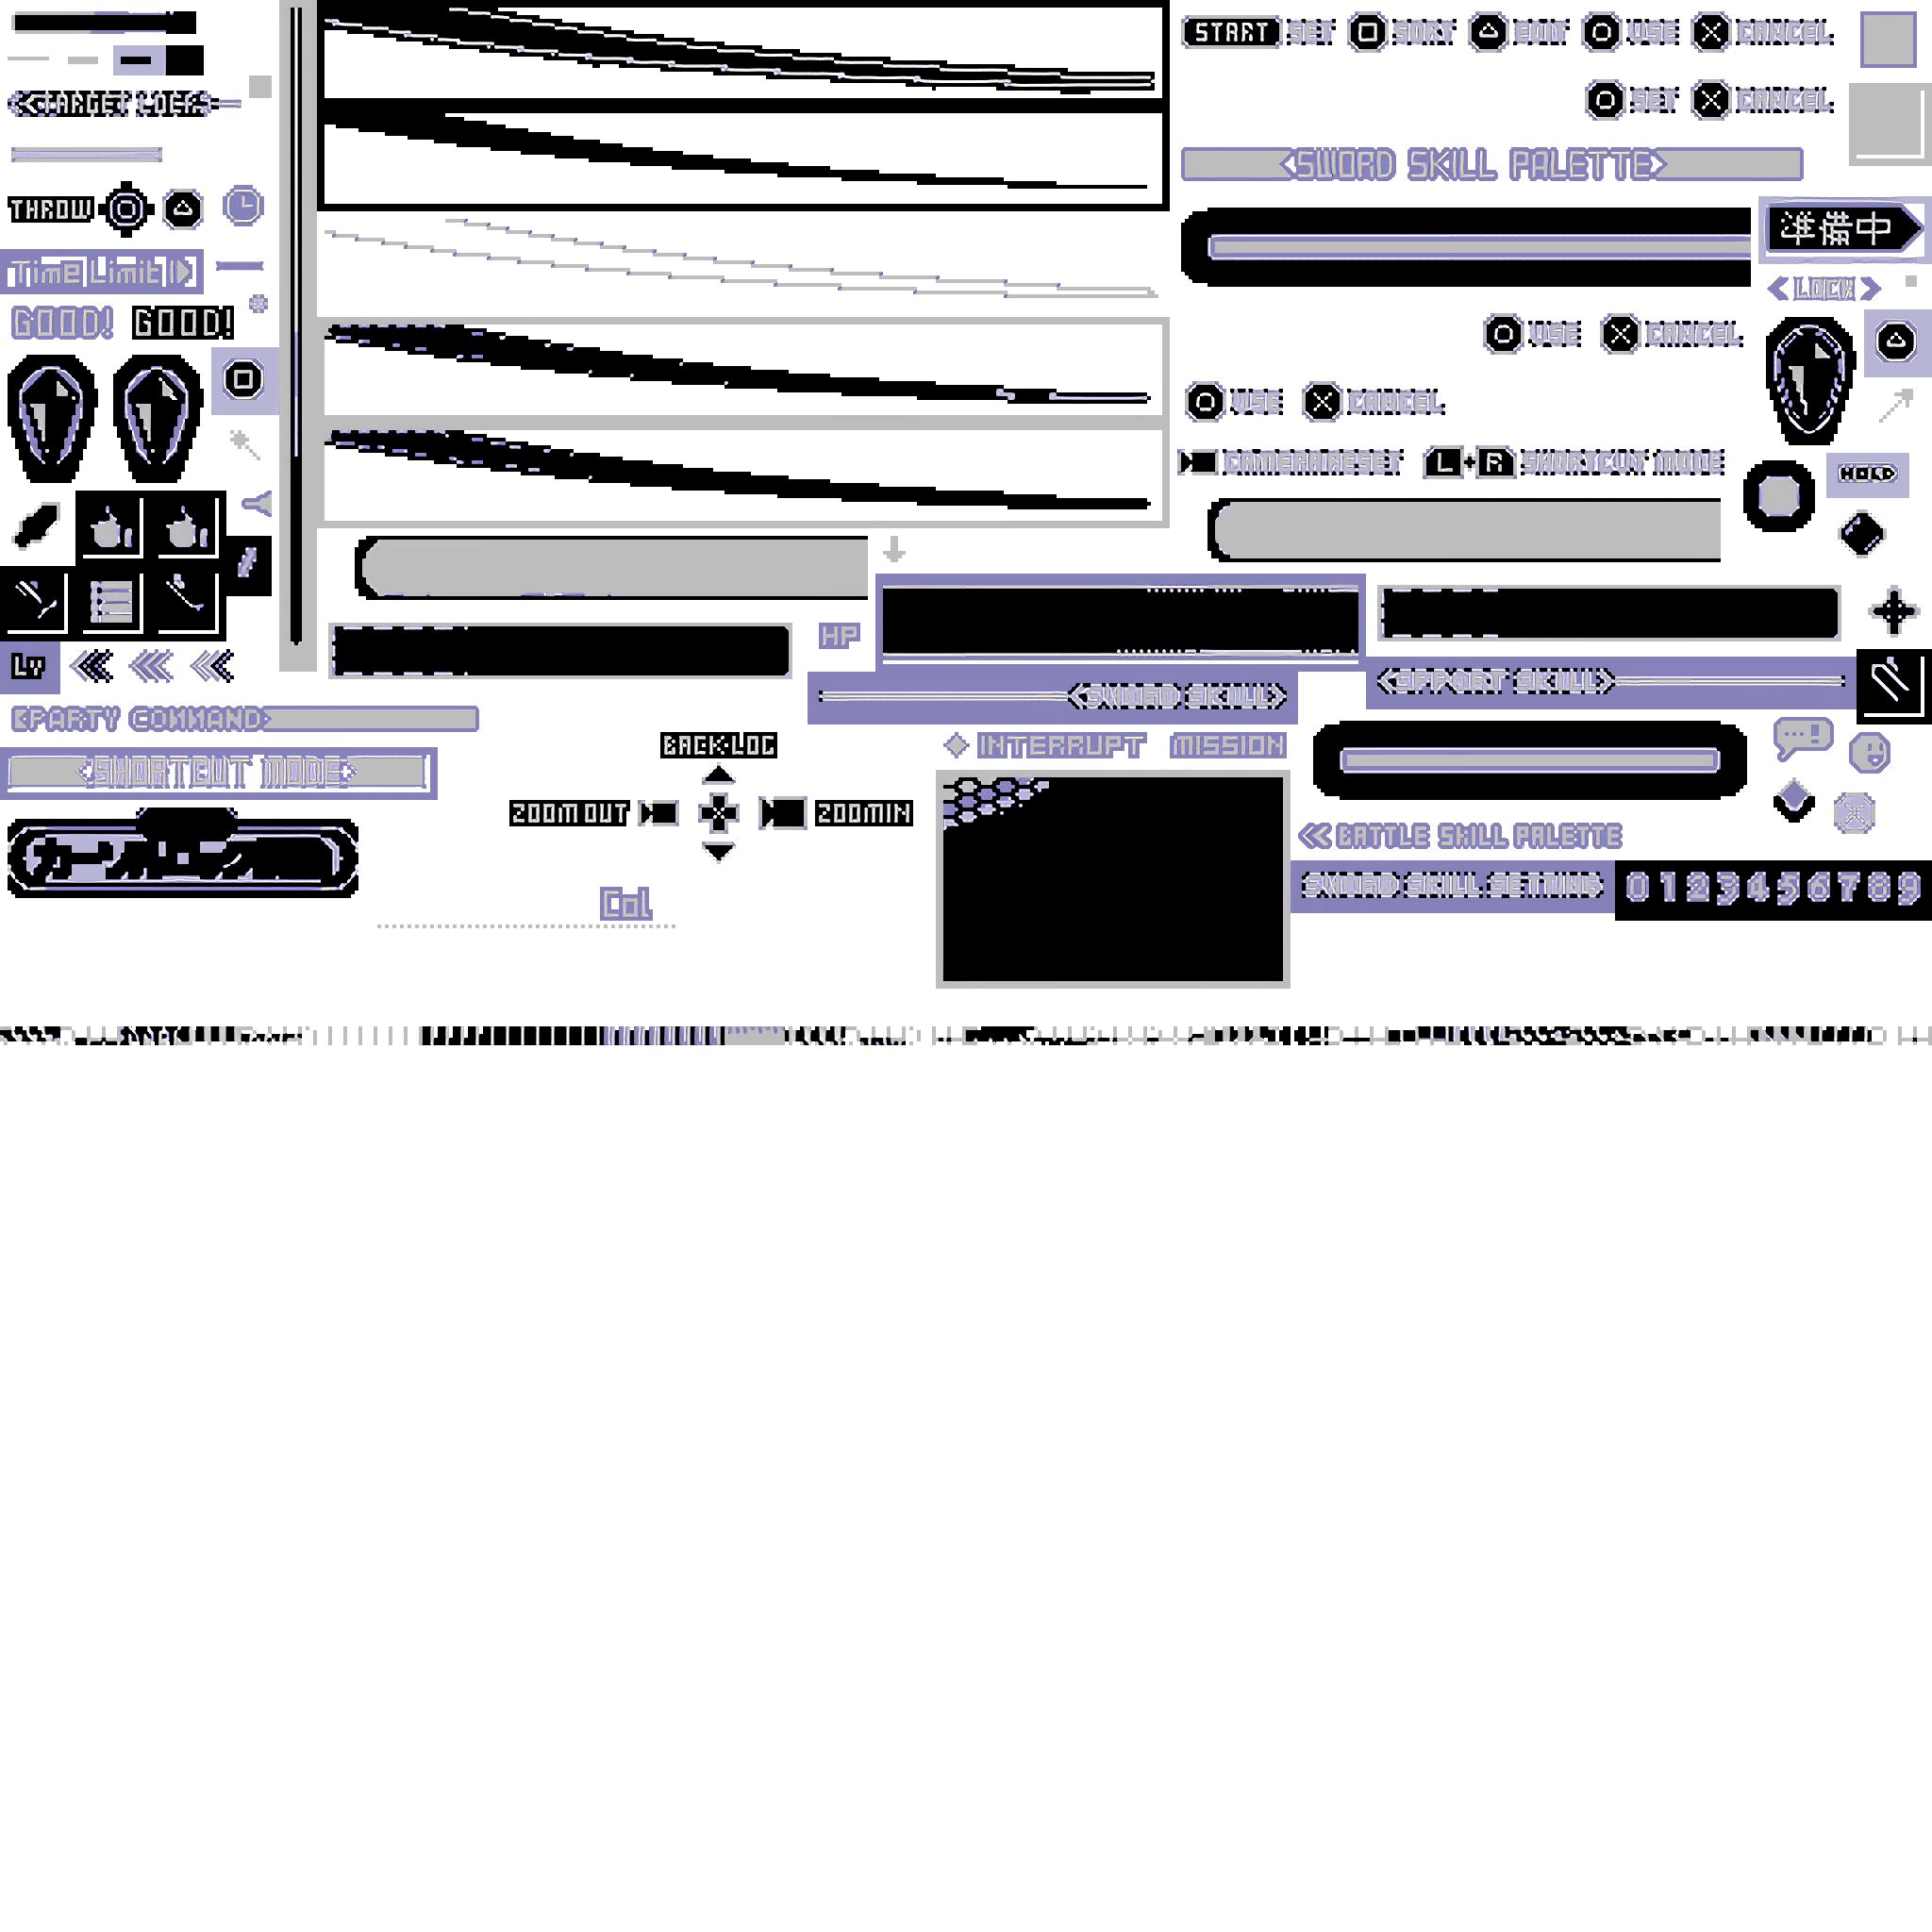 START SET SORT EDIT USE CANCEL
SET CANCEL
<TARGET LOCK>
<SWORD SKILL PALETTE>
THROW
準備中
Time Limit
<LOCK>
GOOD! GOOD!
USE CANCEL
USE CANCEL
CAMERA RESET L+R SHORTCUT MODE
HOLD
HP
Lv
<SUPPORT SKILL>
<SWORD SKILL>
<PARTY COMMAND>
BACK LOG
INTERRUPT MISSION
<SHORTCUT MODE>
ZOOM OUT ZOOM IN
BATTLE SKILL PALETTE
SWORD SKILL SETTING 0 1 2 3 4 5 6 7 8 9
Col